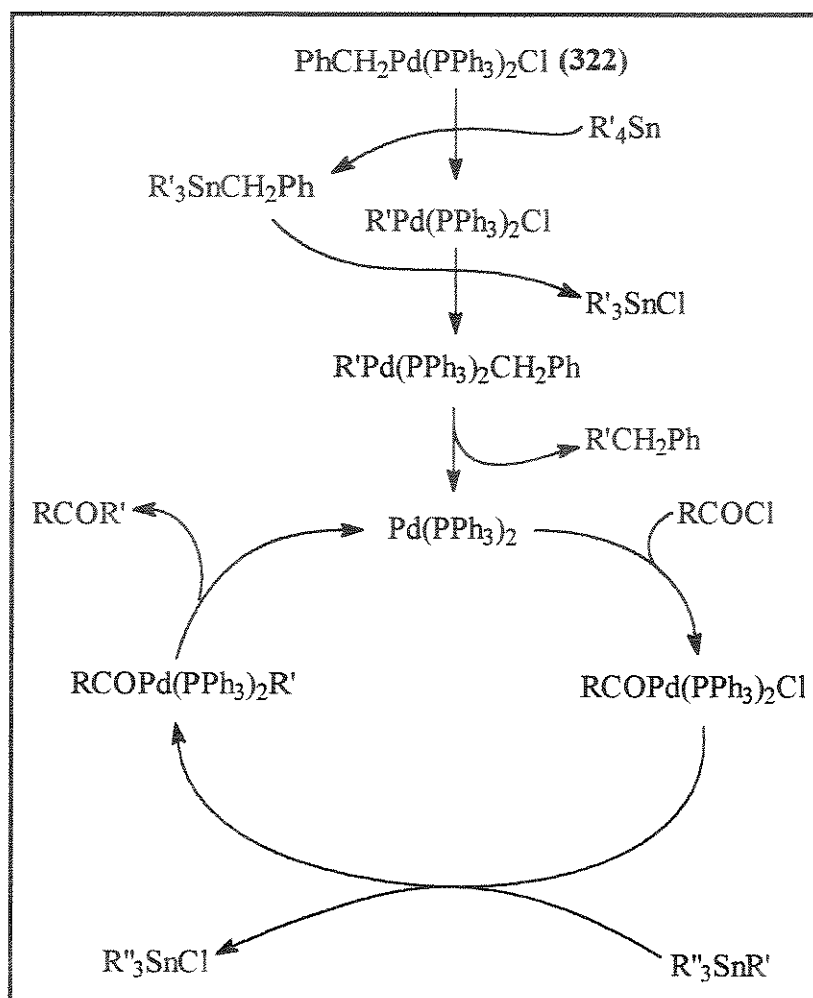 PhCH₂Pd(PPh₃)₂Cl (322)
R'₄Sn
R'₃SnCH₂Ph
R'Pd(PPh₃)₂Cl
R'₃SnCl
R'Pd(PPh₃)₂CH₂Ph
R'CH₂Ph
RCOR' Pd(PPh₃)₂ RCOCl
RCOPd(PPh₃)₂R' RCOPd(PPh₃)₂Cl
R"₃SnCl R"₃SnR'